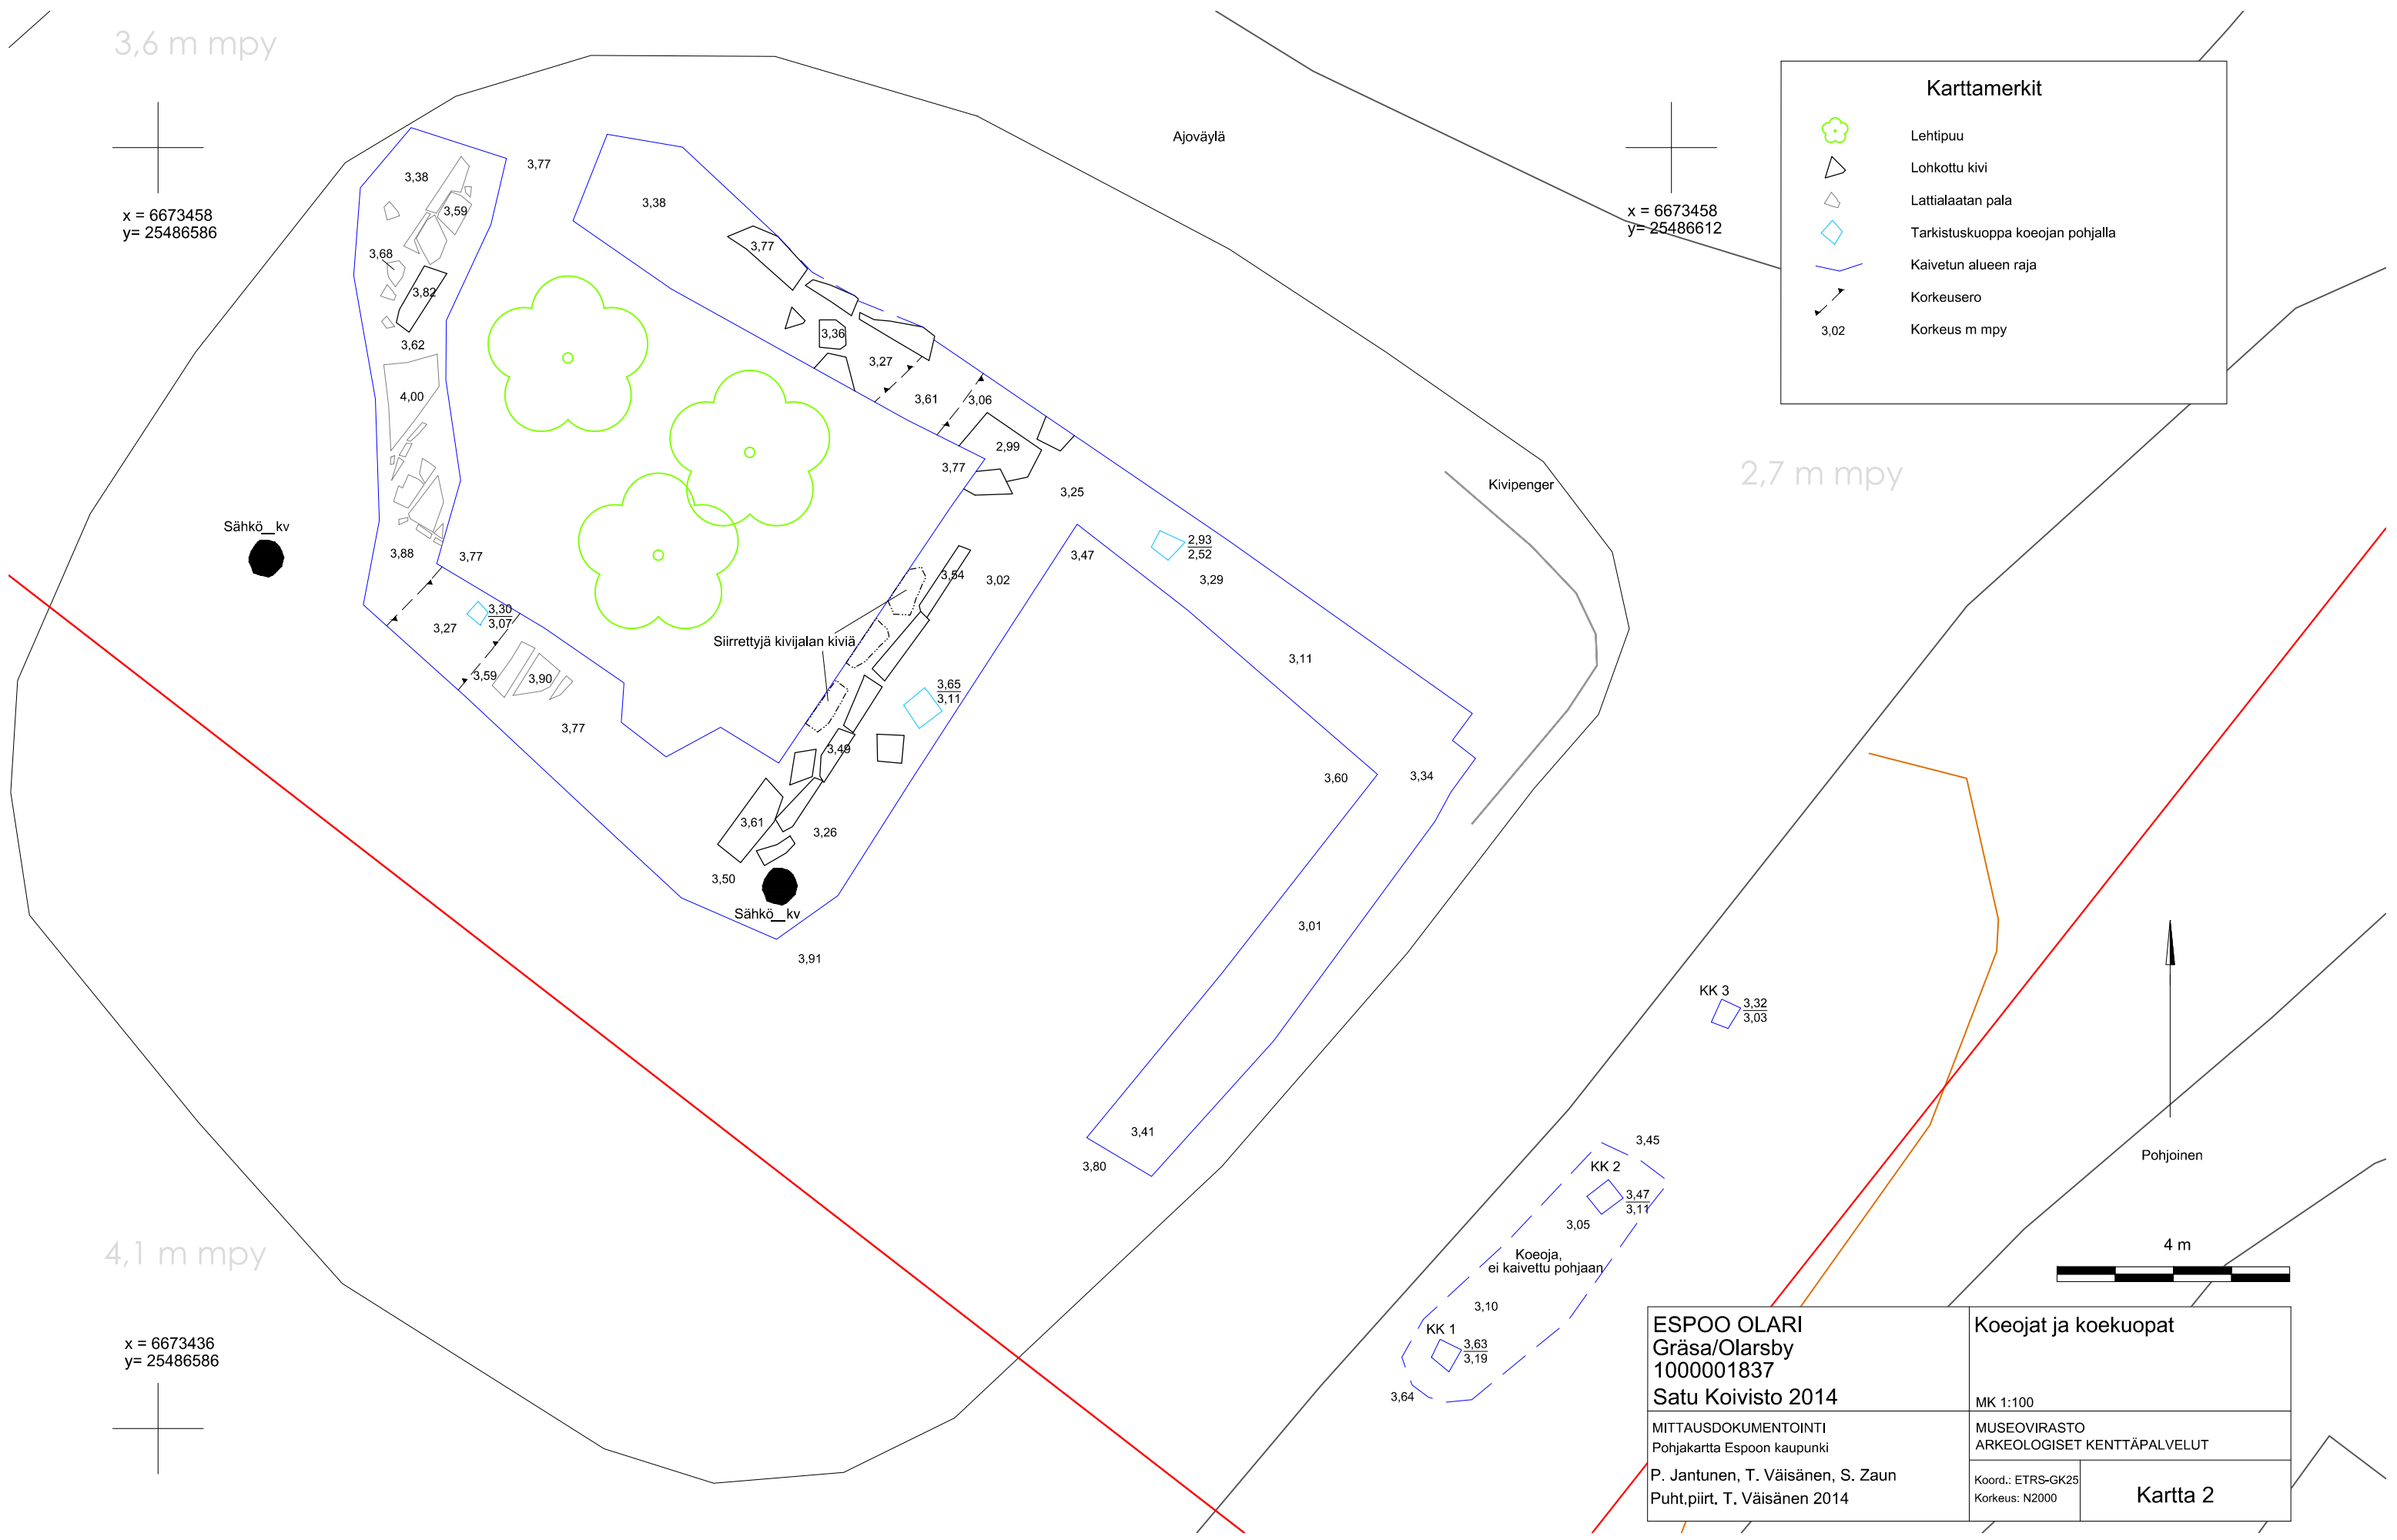 3,6 m mpy
Karttamerkit
Lehtipuu
Lohkottu kivi
Lattialaatan pala
Tarkistuskuoppa koeojan pohjalla
Kaivetun alueen raja
Korkeusero
3,02
Korkeus m mpy
Ajoväylä
x = 6673458
y= 25486586
x = 6673458
y= 25486612
3,77
3,38
3,38
3,59
3,77
3,68
3,82
3,36
3,62
3,27
4,00
3,61
3,06
2,99
3,77
3,25
Kivipenger
2,7 m mpy
Sähkö_kv
3,88
3,77
3,47
2,93
2,52
3,29
3,54
3,02
3,30
3,07
3,27
Siirrettyjä kivijalan kiviä
3,11
3,59
3,90
3,65
3,11
3,77
3,49
3,60
3,34
3,61
3,26
3,50
Sähkö_kv
3,01
3,91
KK 3
3,32
3,03
3,41
3,80
3,45
KK 2
3,47
3,11
3,05
Koeoja,
ei kaivettu pohjaan
3,10
KK 1
3,63
3,19
3,64
Pohjoinen
4 m
4,1 m mpy
x = 6673436
y= 25486586
ESPOO OLARI
Gräsa/Olarsby
1000001837
Satu Koivisto 2014
Koeojat ja koekuopat
MK 1:100
MITTAUSDOKUMENTOINTI
Pohjakartta Espoon kaupunki
P. Jantunen, T. Väisänen, S. Zaun
Puht.piirt. T. Väisänen 2014
MUSEOVIRASTO
ARKEOLOGISET KENTTÄPALVELUT
Koord.: ETRS-GK25
Korkeus: N2000
Kartta 2